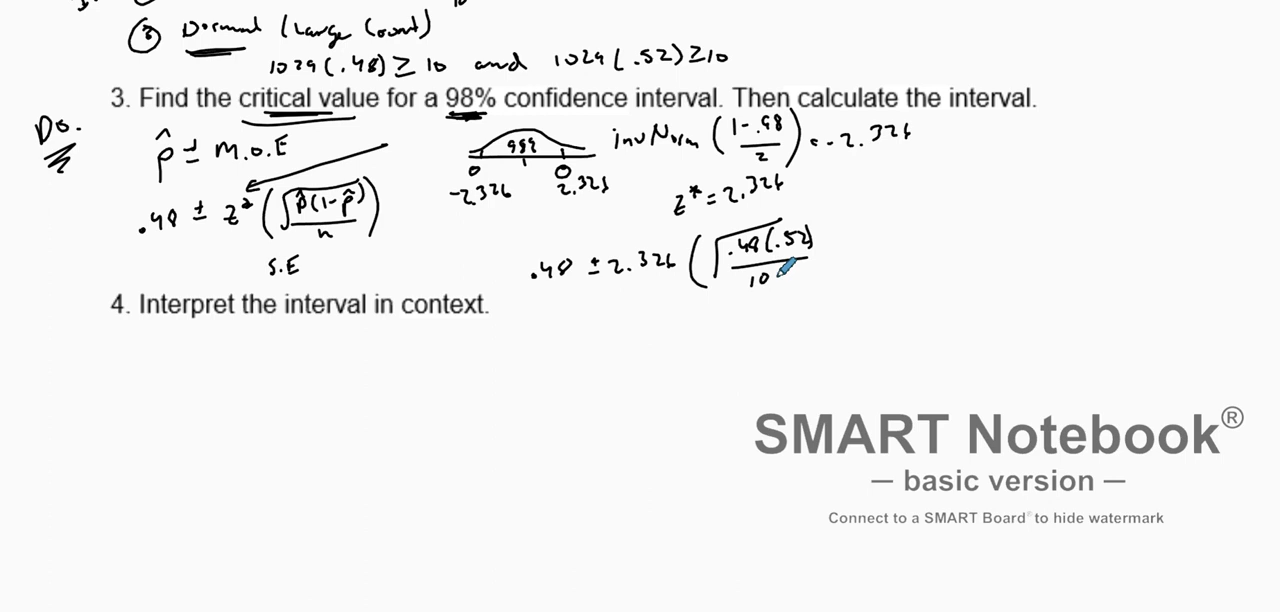 ③ Normal (Large Count)
1029(.48) ≥ 10 and 1029(.52) ≥ 10
3. Find the critical value for a 98% confidence interval. Then calculate the interval.
Do.
p̂ ± M.O.E
98%
-2.326 2.326
invNorm (1-.98/2) = -2.326
z* = 2.326
.48 ± z* (√p̂(1-p̂)/n)
S.E
.48 ± 2.326 (√.48(.52)/10
4. Interpret the interval in context.
SMART Notebook®
— basic version —
Connect to a SMART Board® to hide watermark